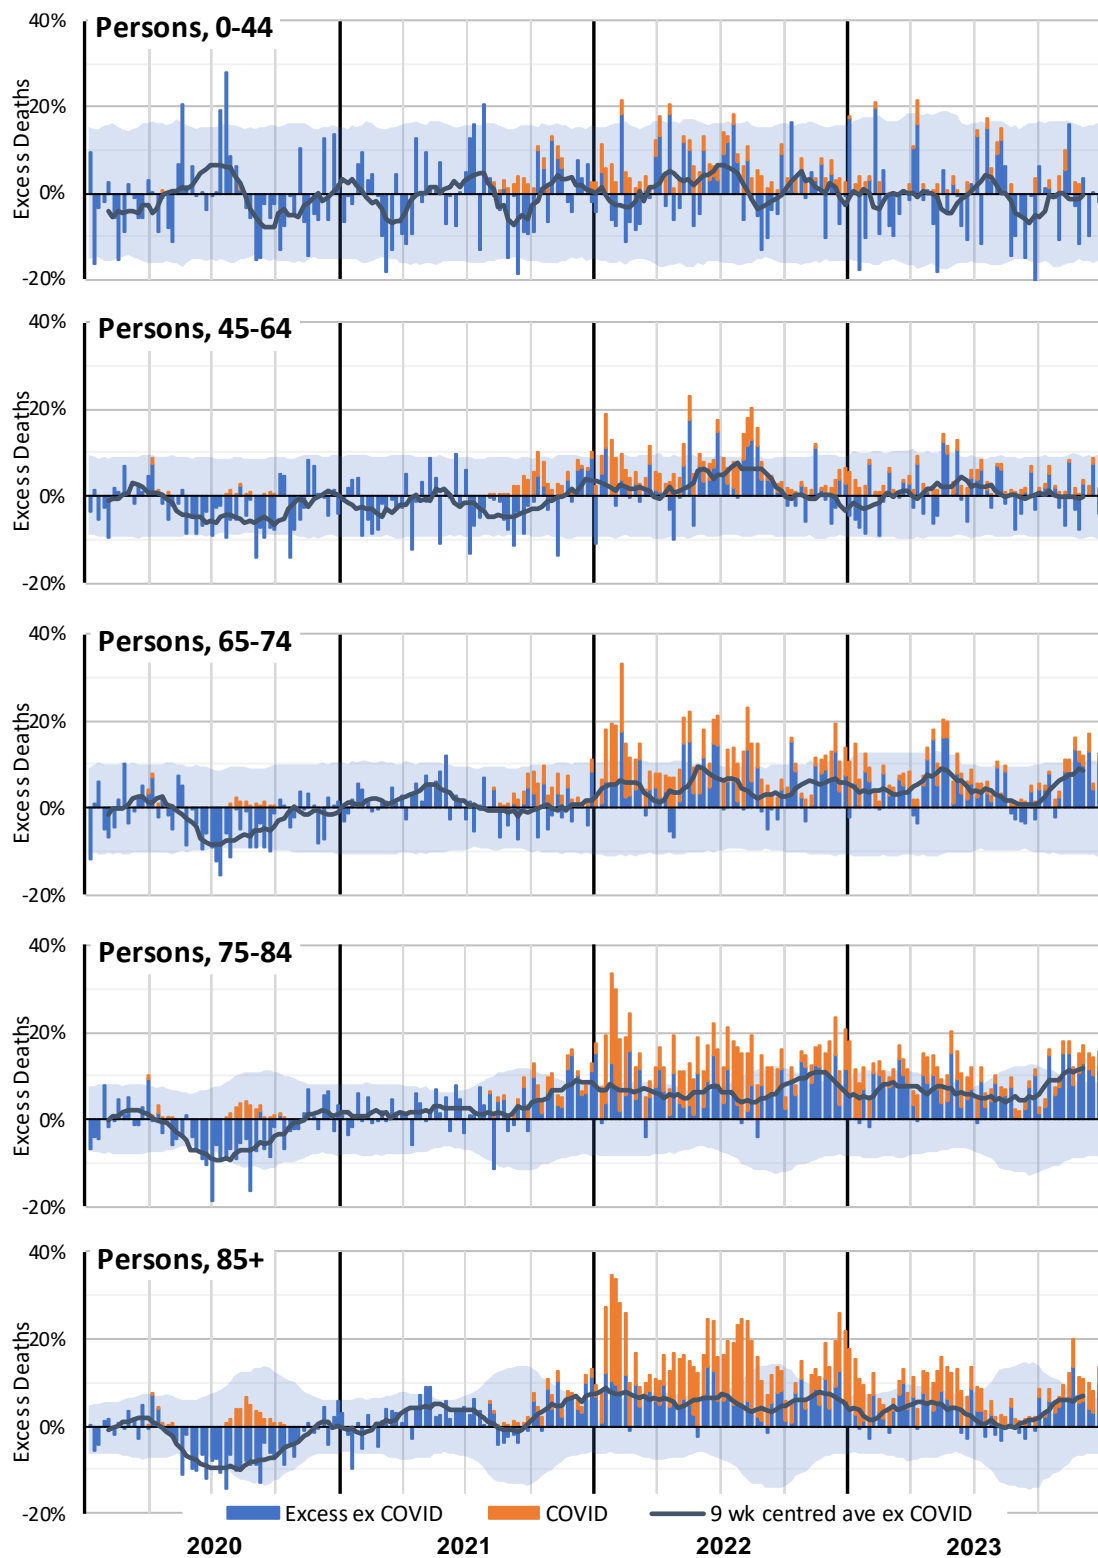 Persons, 0-44
40%
20%
0%
-20%
Excess Deaths
Persons, 45-64
40%
20%
0%
-20%
Excess Deaths
Persons, 65-74
40%
20%
0%
-20%
Excess Deaths
Persons, 75-84
40%
20%
0%
-20%
Excess Deaths
Persons, 85+
40%
20%
0%
-20%
Excess Deaths
Excess ex COVID COVID 9 wk centred ave ex COVID
2020 2021 2022 2023